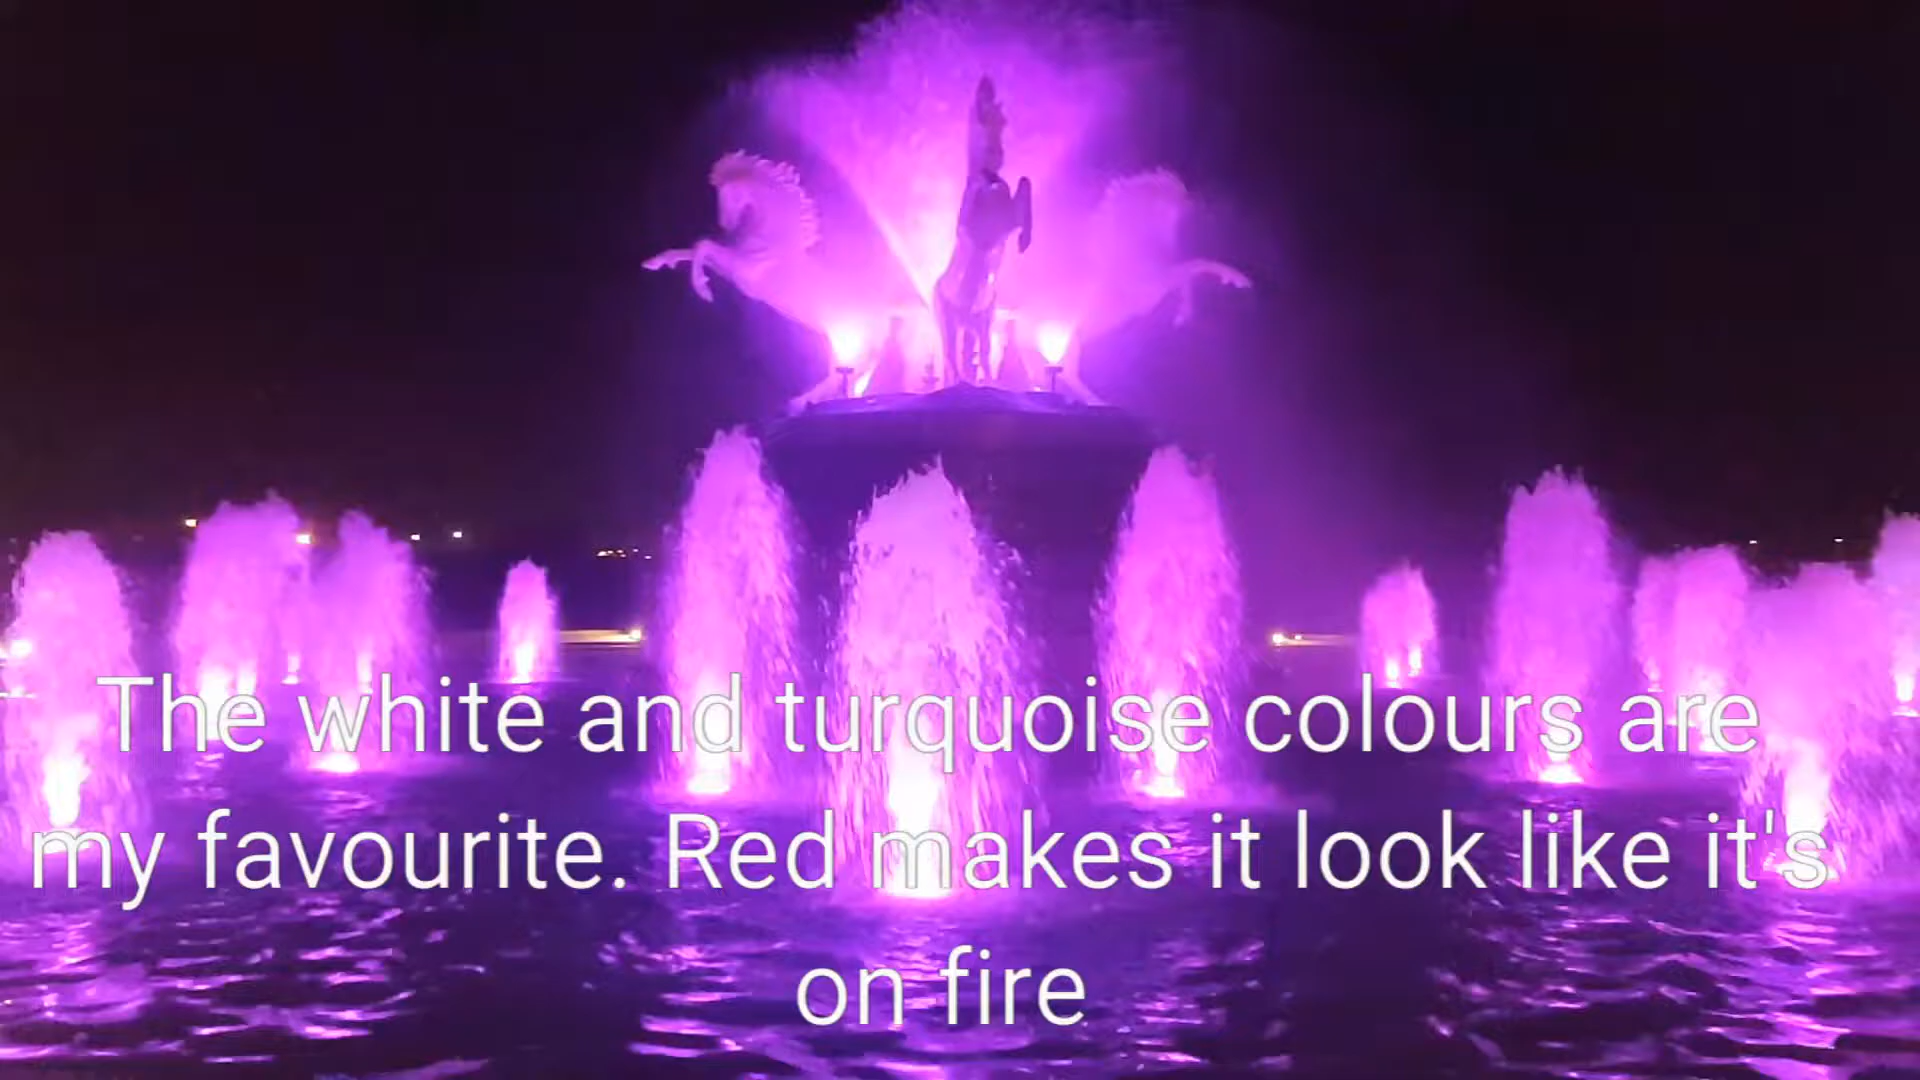 The white and turquoise colours are
my favourite. Red makes it look like it's
on fire